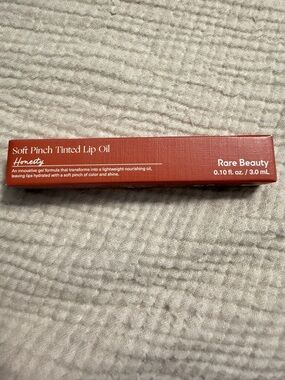 Soft Pinch Tinted Lip Oil
Honesty
An innovative gel formula that transforms into a lightweight nourishing oil,
leaving lips hydrated with a soft pinch of color and shine.
Rare Beauty
0.10 fl. oz. / 3.0 mL